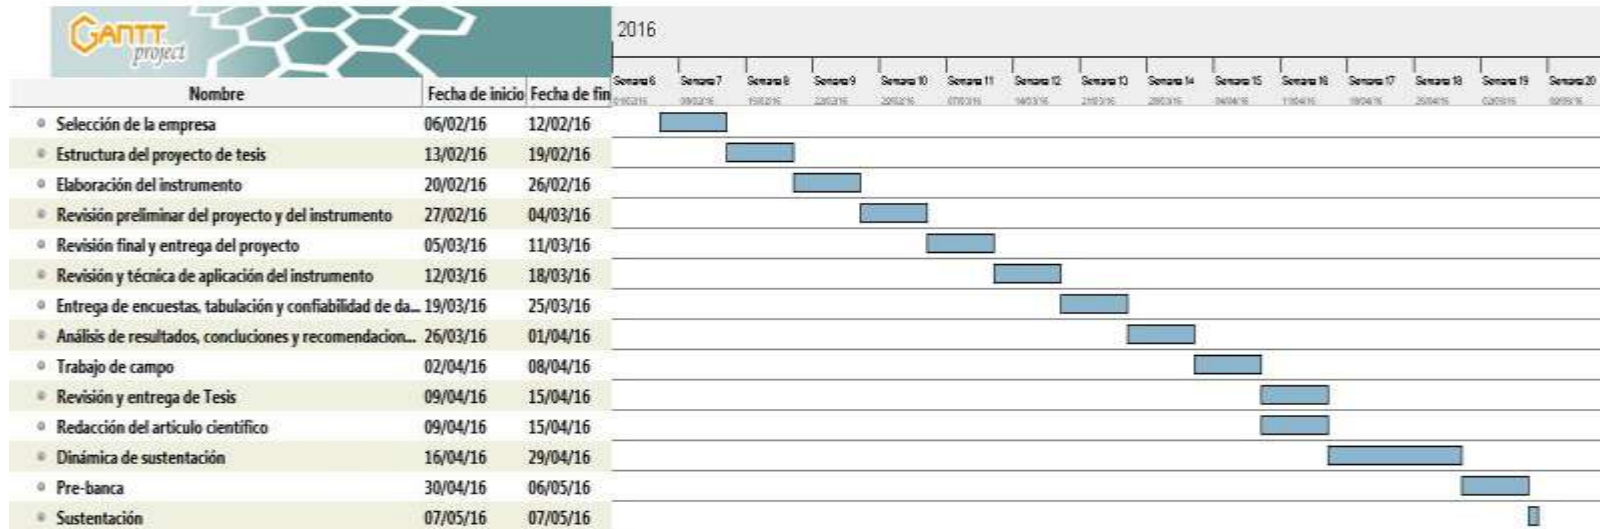 GANTT
project
2016
Semana 6 Semana 7 Semana 8 Semana 9 Semana 10 Semana 11 Semana 12 Semana 13 Semana 14 Semana 15 Semana 16 Semana 17 Semana 18 Semana 19 Semana 20
Nombre Fecha de inicio Fecha de fin
Selección de la empresa 06/02/16 12/02/16
Estructura del proyecto de tesis 13/02/16 19/02/16
Elaboración del instrumento 20/02/16 26/02/16
Revisión preliminar del proyecto y del instrumento 27/02/16 04/03/16
Revisión final y entrega del proyecto 05/03/16 11/03/16
Revisión y técnica de aplicación del instrumento 12/03/16 18/03/16
Entrega de encuestas, tabulación y confiabilidad de da... 19/03/16 25/03/16
Análisis de resultados, concluciones y recomendacion... 26/03/16 01/04/16
Trabajo de campo 02/04/16 08/04/16
Revisión y entrega de Tesis 09/04/16 15/04/16
Redacción del artículo científico 09/04/16 15/04/16
Dinámica de sustentación 16/04/16 29/04/16
Pre-banca 30/04/16 06/05/16
Sustentación 07/05/16 07/05/16